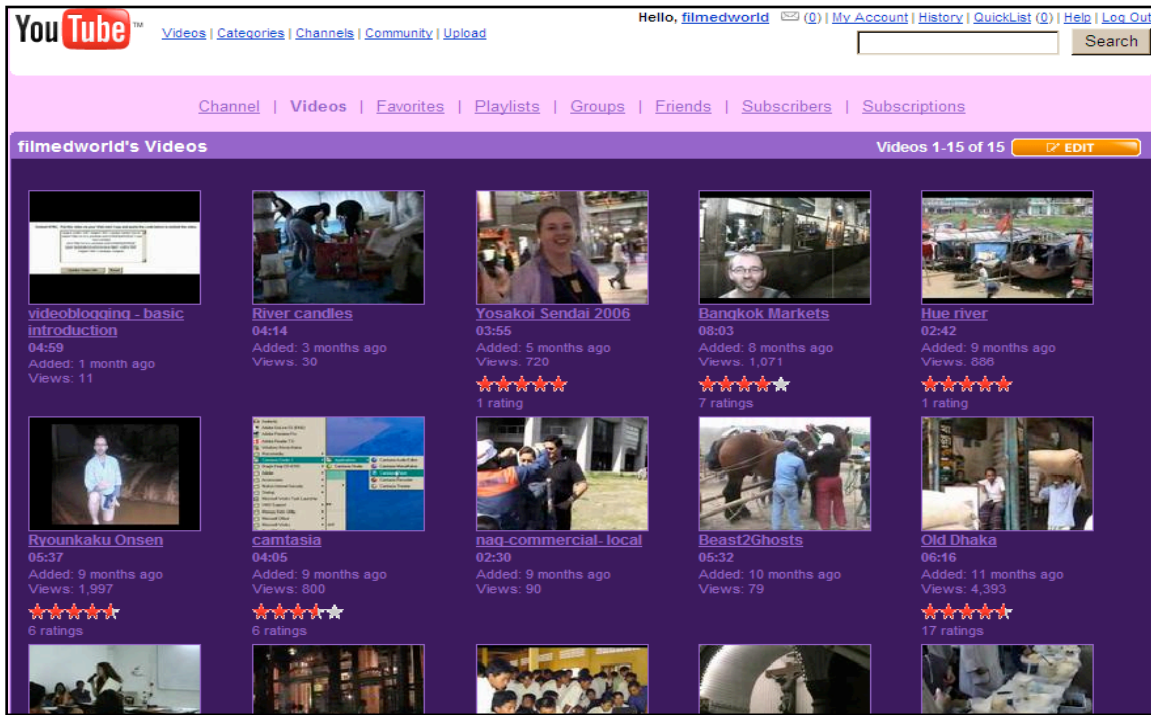 You Tube ™
Hello, filmedworld (0) | My Account | History | QuickList (0) | Help | Log Out
Videos | Categories | Channels | Community | Upload
Search
Channel | Videos | Favorites | Playlists | Groups | Friends | Subscribers | Subscriptions
filmedworld's Videos
Videos 1-15 of 15 EDIT
videoblogging - basic
introduction
04:59
Added: 1 month ago
Views: 11
River candles
04:14
Added: 3 months ago
Views: 30
Yosakoi Sendai 2006
03:55
Added: 5 months ago
Views: 720
1 rating
Bangkok Markets
08:03
Added: 8 months ago
Views: 1,071
7 ratings
Hue river
02:42
Added: 9 months ago
Views: 886
1 rating
Ryounkaku Onsen
05:37
Added: 9 months ago
Views: 1,997
6 ratings
camtasia
04:05
Added: 9 months ago
Views: 800
6 ratings
nag-commercial- local
02:30
Added: 9 months ago
Views: 90
Beast2Ghosts
05:32
Added: 10 months ago
Views: 79
Old Dhaka
06:16
Added: 11 months ago
Views: 4,393
17 ratings